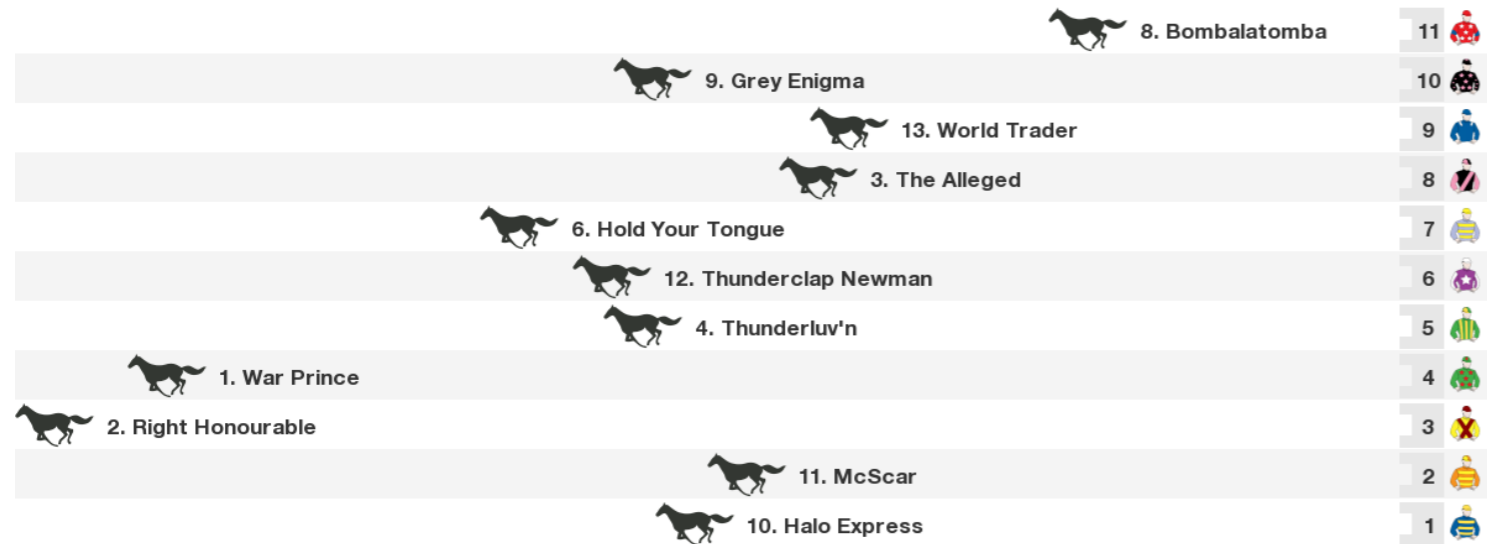 8. Bombalatomba 11
9. Grey Enigma 10
13. World Trader 9
3. The Alleged 8
6. Hold Your Tongue 7
12. Thunderclap Newman 6
4. Thunderluv'n 5
1. War Prince 4
2. Right Honourable 3
11. McScar 2
10. Halo Express 1